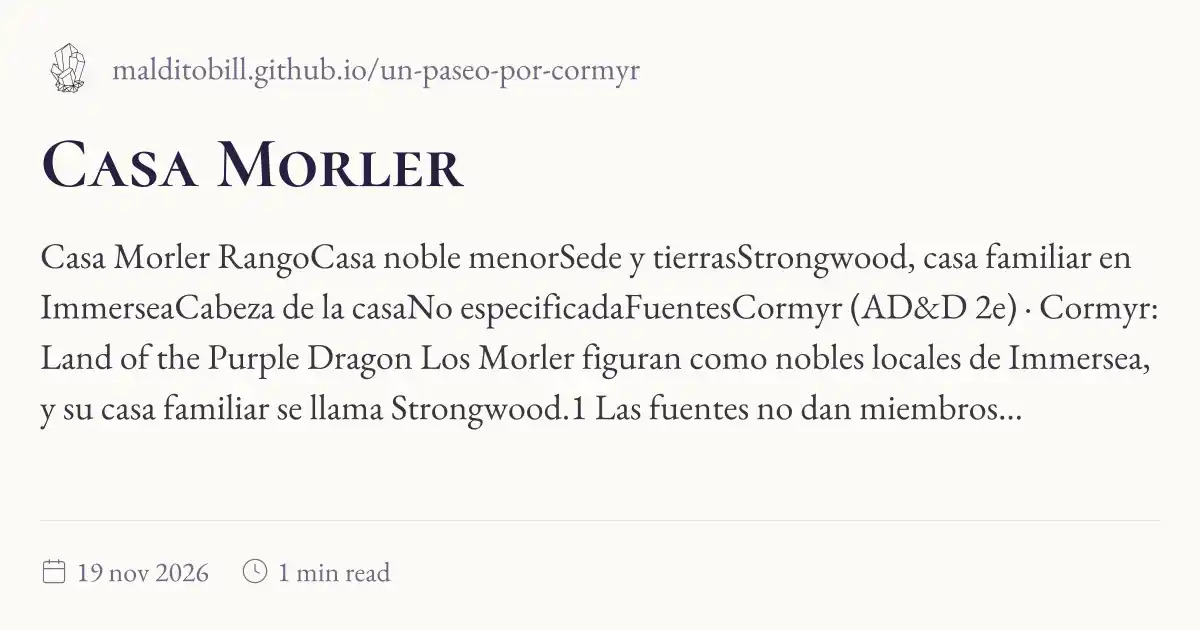 malditobill.github.io/un-paseo-por-cormyr
Casa Morler
Casa Morler RangoCasa noble menorSede y tierrasStrongwood, casa familiar en
ImmerseaCabeza de la casaNo especificadaFuentesCormyr (AD&D 2e) · Cormyr:
Land of the Purple Dragon Los Morler figuran como nobles locales de Immersea,
y su casa familiar se llama Strongwood.1 Las fuentes no dan miembros...
19 nov 2026
1 min read